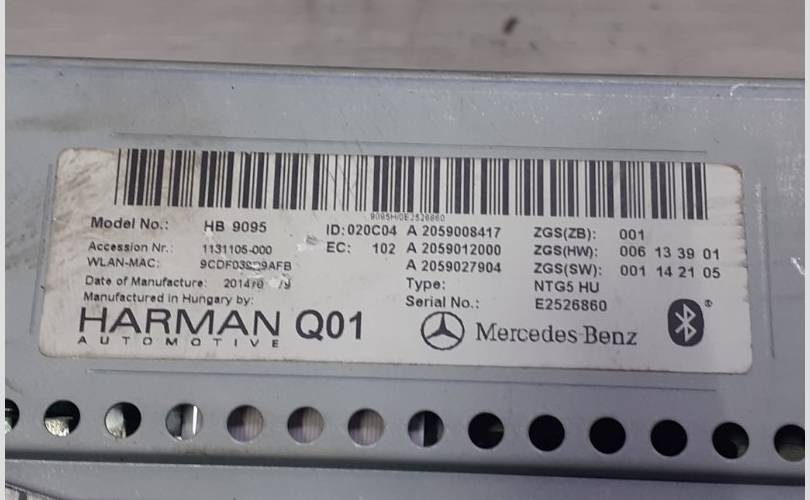 9095H/0E2526860
Model No.: HB 9095 ID:020C04 A 2059008417 ZGS(ZB): 001
Accession Nr.: 1131105-000 EC: 102 A 2059012000 ZGS(HW): 006 13 39 01
WLAN-MAC: A 2059027904 ZGS(SW): 001 14 21 05
Date of Manufacture: Type: NTG5 HU
Manufactured in Hungary by: Serial No.: E2526860
HARMAN Q01 Mercedes-Benz ®
AUTOMOTIVE